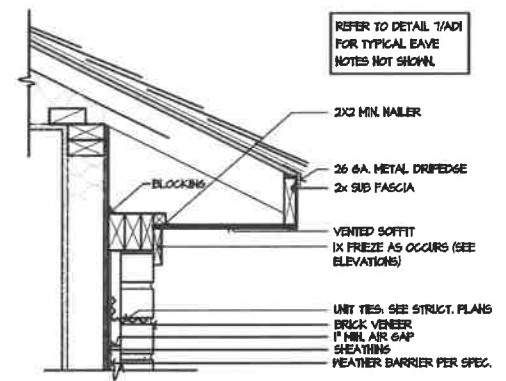 REFER TO DETAIL 7/AD1
FOR TYPICAL EAVE
NOTES NOT SHOWN.
2X2 MIN. NAILER
26 GA. METAL DRIPEDGE
2x SUB FASCIA
BLOCKING
VENTED SOFFIT
1X FRIEZE AS OCCURS (SEE
ELEVATIONS)
UNIT TIES: SEE STRUCT. PLANS
BRICK VENEER
1" MIN. AIR GAP
SHEATHING
WEATHER BARRIER PER SPEC.